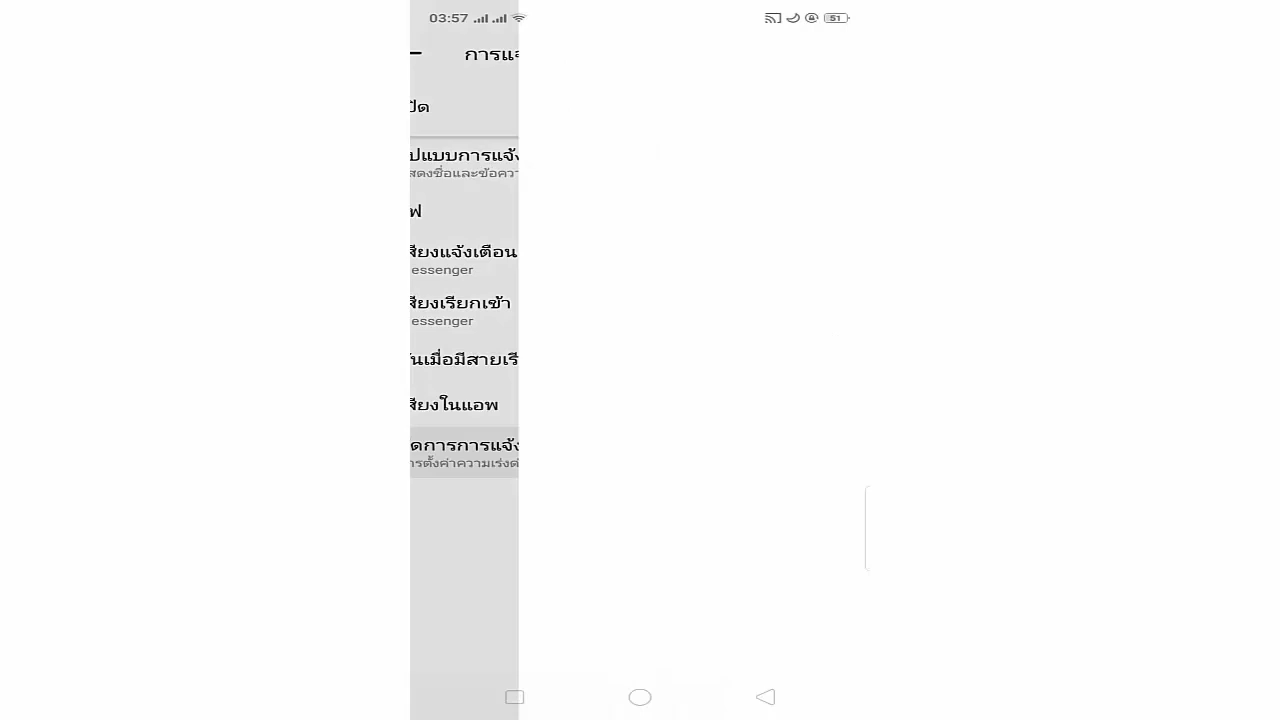 03:57 51
การแจ
ปิด
ปแบบการแจ้ง
สดงชื่อและข้อควา
ฟ
สียงแจ้งเตือน
essenger
สียงเรียกเข้า
essenger
นเมื่อมีสายเรี
สียงในแอพ
ดการการแจ้ง
ารตั้งค่าความเร่งด่